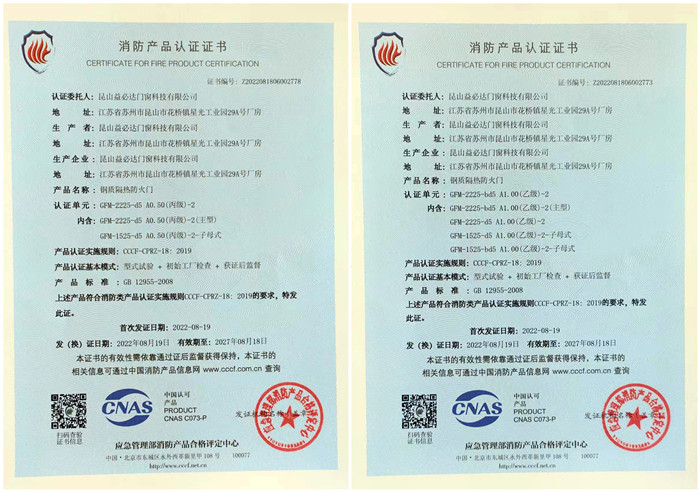 消防产品认证证书
CERTIFICATE FOR FIRE PRODUCT CERTIFICATION
证书编号：Z2022081806002778
认证委托人：昆山益必达门窗科技有限公司
地 址：江苏省苏州市昆山市花桥镇星光工业园29A号厂房
生 产 者：昆山益必达门窗科技有限公司
地 址：江苏省苏州市昆山市花桥镇星光工业园29A号厂房
生产企业：昆山益必达门窗科技有限公司
地 址：江苏省苏州市昆山市花桥镇星光工业园29A号厂房
产品名称：钢质隔热防火门
认证单元：GFM-2225-d5 A0.50(丙级)-2
内含：GFM-2225-d5 A0.50(丙级)-2(主型)
GFM-1525-d5 A0.50(丙级)-2-子母式
产品认证实施规则：CCCF-CPRZ-18: 2019
产品认证基本模式：型式试验 + 初始工厂检查 + 获证后监督
产 品 标 准：GB 12955-2008
上述产品符合消防类产品认证实施规则CCCF-CPRZ-18: 2019的要求，特发
此证。
首次发证日期：2022-08-19
发（换）证日期：2022年08月19日 有效期至：2027年08月18日
本证书的有效性需依靠通过证后监督获得保持，本证书的
相关信息可通过中国消防产品信息网 www.cccf.com.cn 查询
扫码查验
证书信息
CNAS
中国认可
产品
PRODUCT
CNAS C073-P
发证机构名称（盖章）
应急管理部消防产品合格评定中心
中国·北京市东城区永外西革新里甲108号 100077
http://www.cccf.net.cn
消防产品认证证书
CERTIFICATE FOR FIRE PRODUCT CERTIFICATION
证书编号：Z2022081806002773
认证委托人：昆山益必达门窗科技有限公司
地 址：江苏省苏州市昆山市花桥镇星光工业园29A号厂房
生 产 者：昆山益必达门窗科技有限公司
地 址：江苏省苏州市昆山市花桥镇星光工业园29A号厂房
生产企业：昆山益必达门窗科技有限公司
地 址：江苏省苏州市昆山市花桥镇星光工业园29A号厂房
产品名称：钢质隔热防火门
认证单元：GFM-2225-bd5 A1.00(乙级)-2
内含：GFM-2225-bd5 A1.00(乙级)-2(主型)
GFM-2225-d5 A1.00(乙级)-2
GFM-1525-d5 A1.00(乙级)-2-子母式
GFM-1525-bd5 A1.00(乙级)-2-子母式
产品认证实施规则：CCCF-CPRZ-18: 2019
产品认证基本模式：型式试验 + 初始工厂检查 + 获证后监督
产 品 标 准：GB 12955-2008
上述产品符合消防类产品认证实施规则CCCF-CPRZ-18: 2019的要求，特发
此证。
首次发证日期：2022-08-19
发（换）证日期：2022年08月19日 有效期至：2027年08月18日
本证书的有效性需依靠通过证后监督获得保持，本证书的
相关信息可通过中国消防产品信息网 www.cccf.com.cn 查询
扫码查验
证书信息
CNAS
中国认可
产品
PRODUCT
CNAS C073-P
发证机构名称（盖章）
应急管理部消防产品合格评定中心
中国·北京市东城区永外西革新里甲108号 100077
http://www.cccf.net.cn